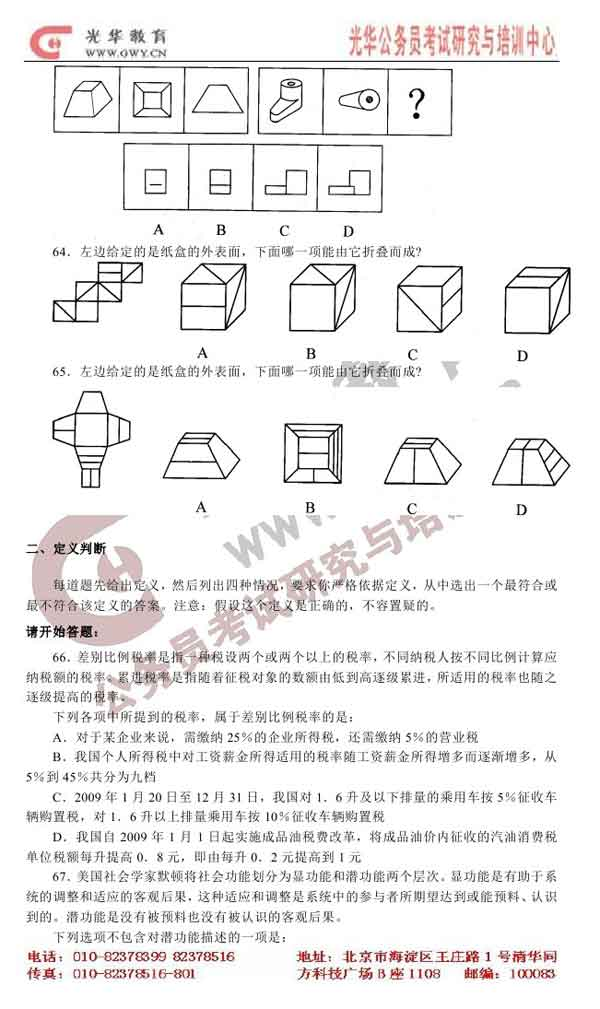 光华教育
WWW.GWY.CN
光华公务员考试研究与培训中心
?
A B C D
64．左边给定的是纸盒的外表面，下面哪一项能由它折叠而成?
A B C D
65．左边给定的是纸盒的外表面，下面哪一项能由它折叠而成?
A B C D
二、定义判断
每道题先给出定义，然后列出四种情况，要求你严格依据定义，从中选出一个最符合或
最不符合该定义的答案。注意：假设这个定义是正确的，不容置疑的。
请开始答题：
66．差别比例税率是指一种税设两个或两个以上的税率，不同纳税人按不同比例计算应
纳税额的税率。累进税率是指随着征税对象的数额由低到高逐级累进，所适用的税率也随之
逐级提高的税率。
下列各项中所提到的税率，属于差别比例税率的是：
A．对于某企业来说，需缴纳 25%的企业所得税，还需缴纳 5%的营业税
B．我国个人所得税中对工资薪金所得适用的税率随工资薪金所得增多而逐渐增多，从
5%到 45%共分为九档
C．2009 年 1 月 20 日至 12 月 31 日，我国对 1．6 升及以下排量的乘用车按 5%征收车
辆购置税，对 1．6 升以上排量乘用车按 10%征收车辆购置税
D．我国自 2009 年 1 月 1 日起实施成品油税费改革，将成品油价内征收的汽油消费税
单位税额每升提高 0．8 元，即由每升 0．2 元提高到 1 元
67．美国社会学家默顿将社会功能划分为显功能和潜功能两个层次。显功能是有助于系
统的调整和适应的客观后果，这种适应和调整是系统中的参与者所期望达到或能预料、认识
到的。潜功能是没有被预料也没有被认识的客观后果。
下列选项不包含对潜功能描述的一项是：
电话：010-82378399 82378516 地址：北京市海淀区王庄路 1 号清华同
传真：010-82378516-801 方科技广场 B 座 1108 邮编：100083